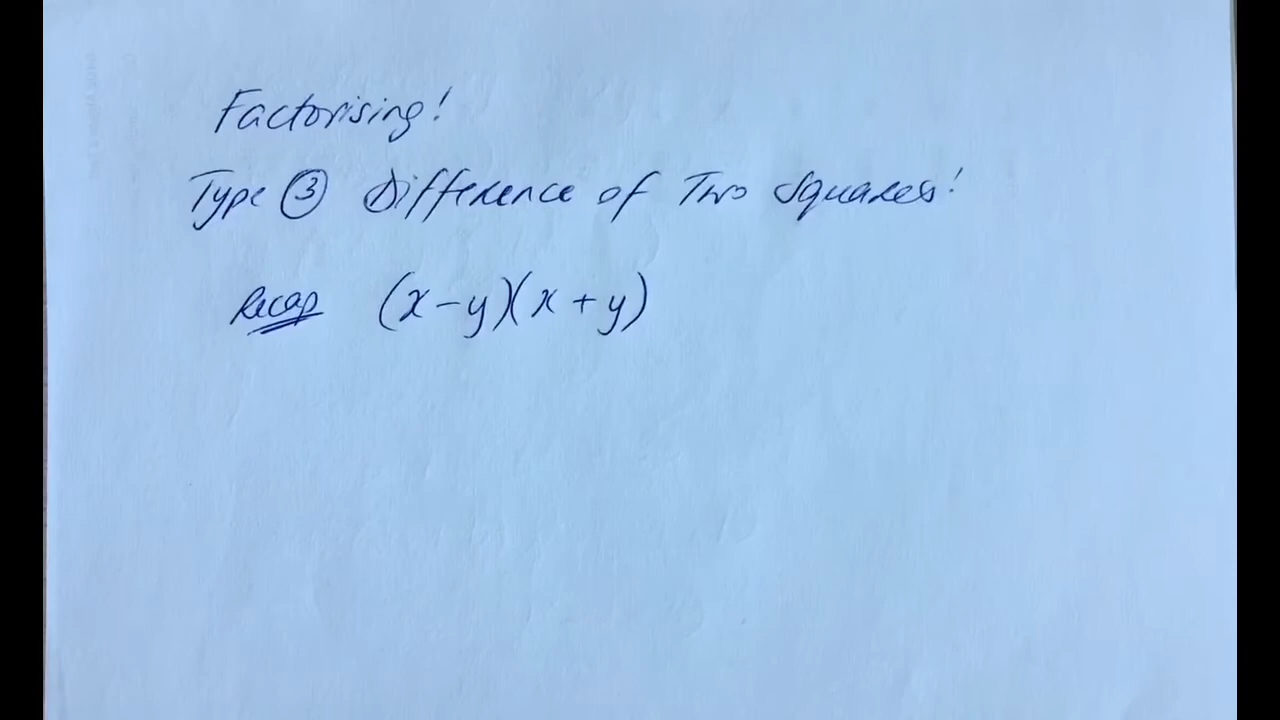 Factorising!
Type ③ Difference of Two Squares!
Recap (x-y)(x+y)